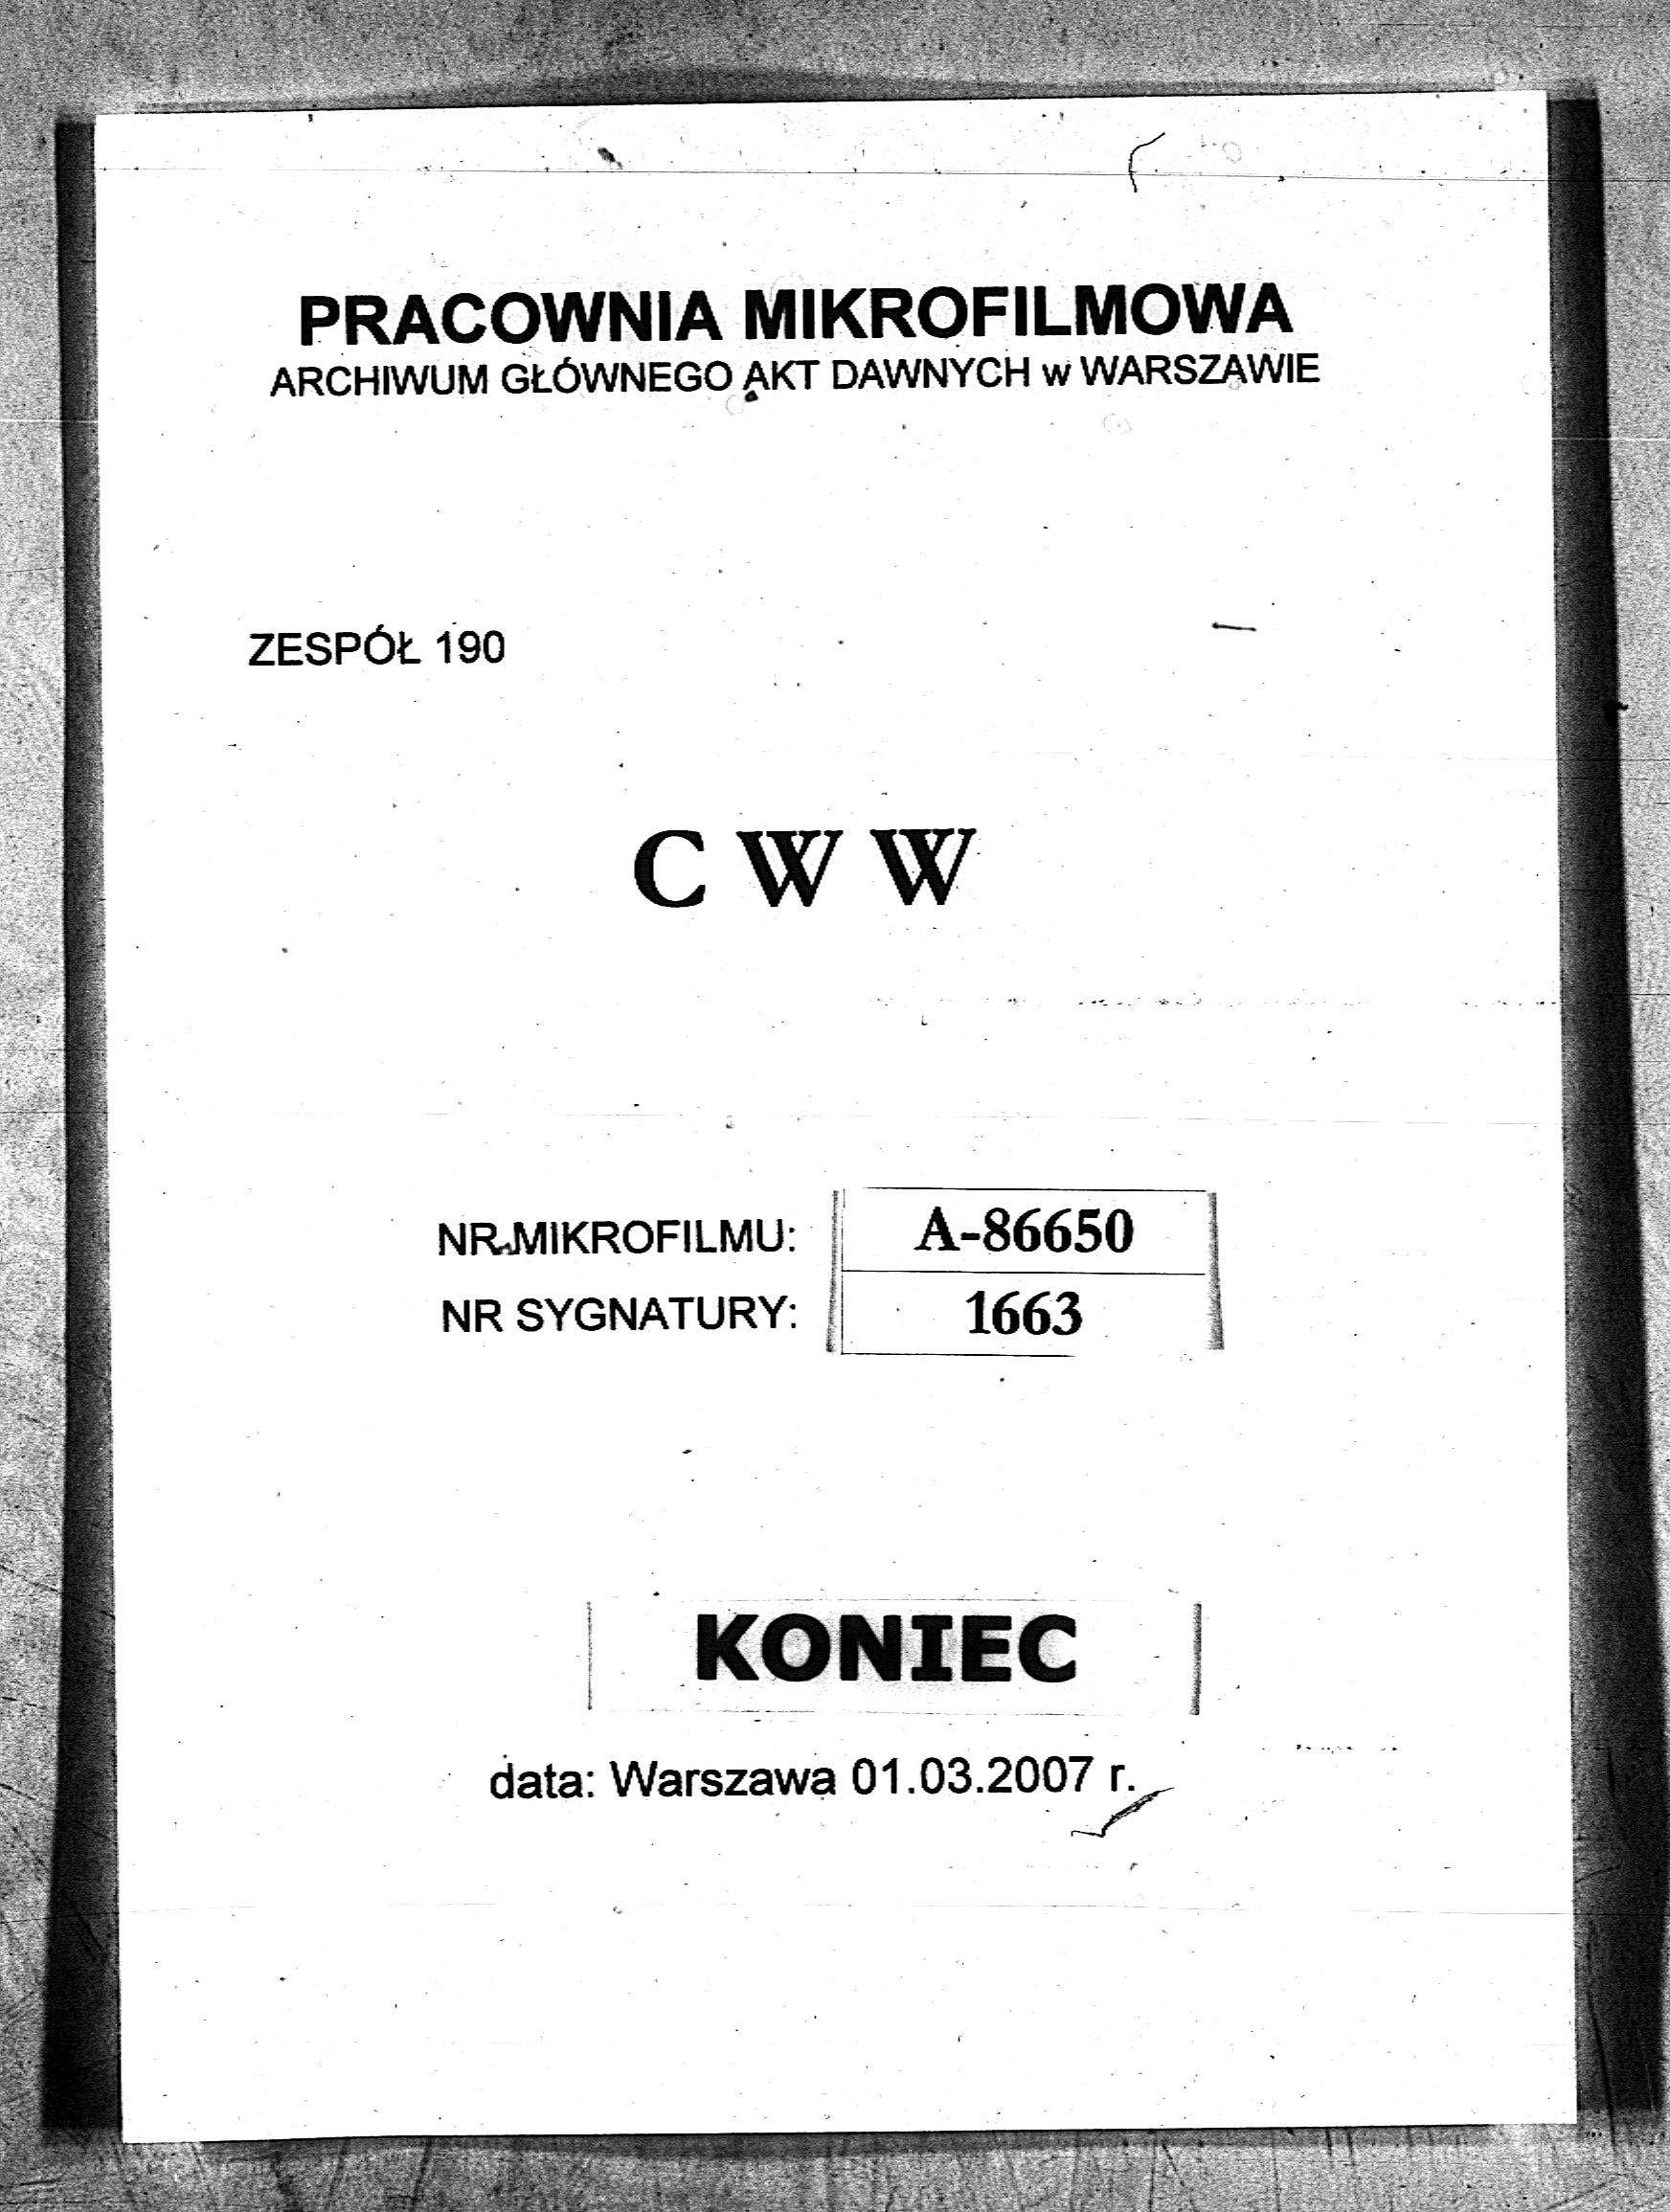 PRACOWNIA MIKROFILMOWA
ARCHIWUM GŁÓWNEGO AKT DAWNYCH w WARSZAWIE
ZESPÓŁ 190
C W W
NR MIKROFILMU: A-86650
NR SYGNATURY: 1663
KONIEC
data: Warszawa 01.03.2007 r.